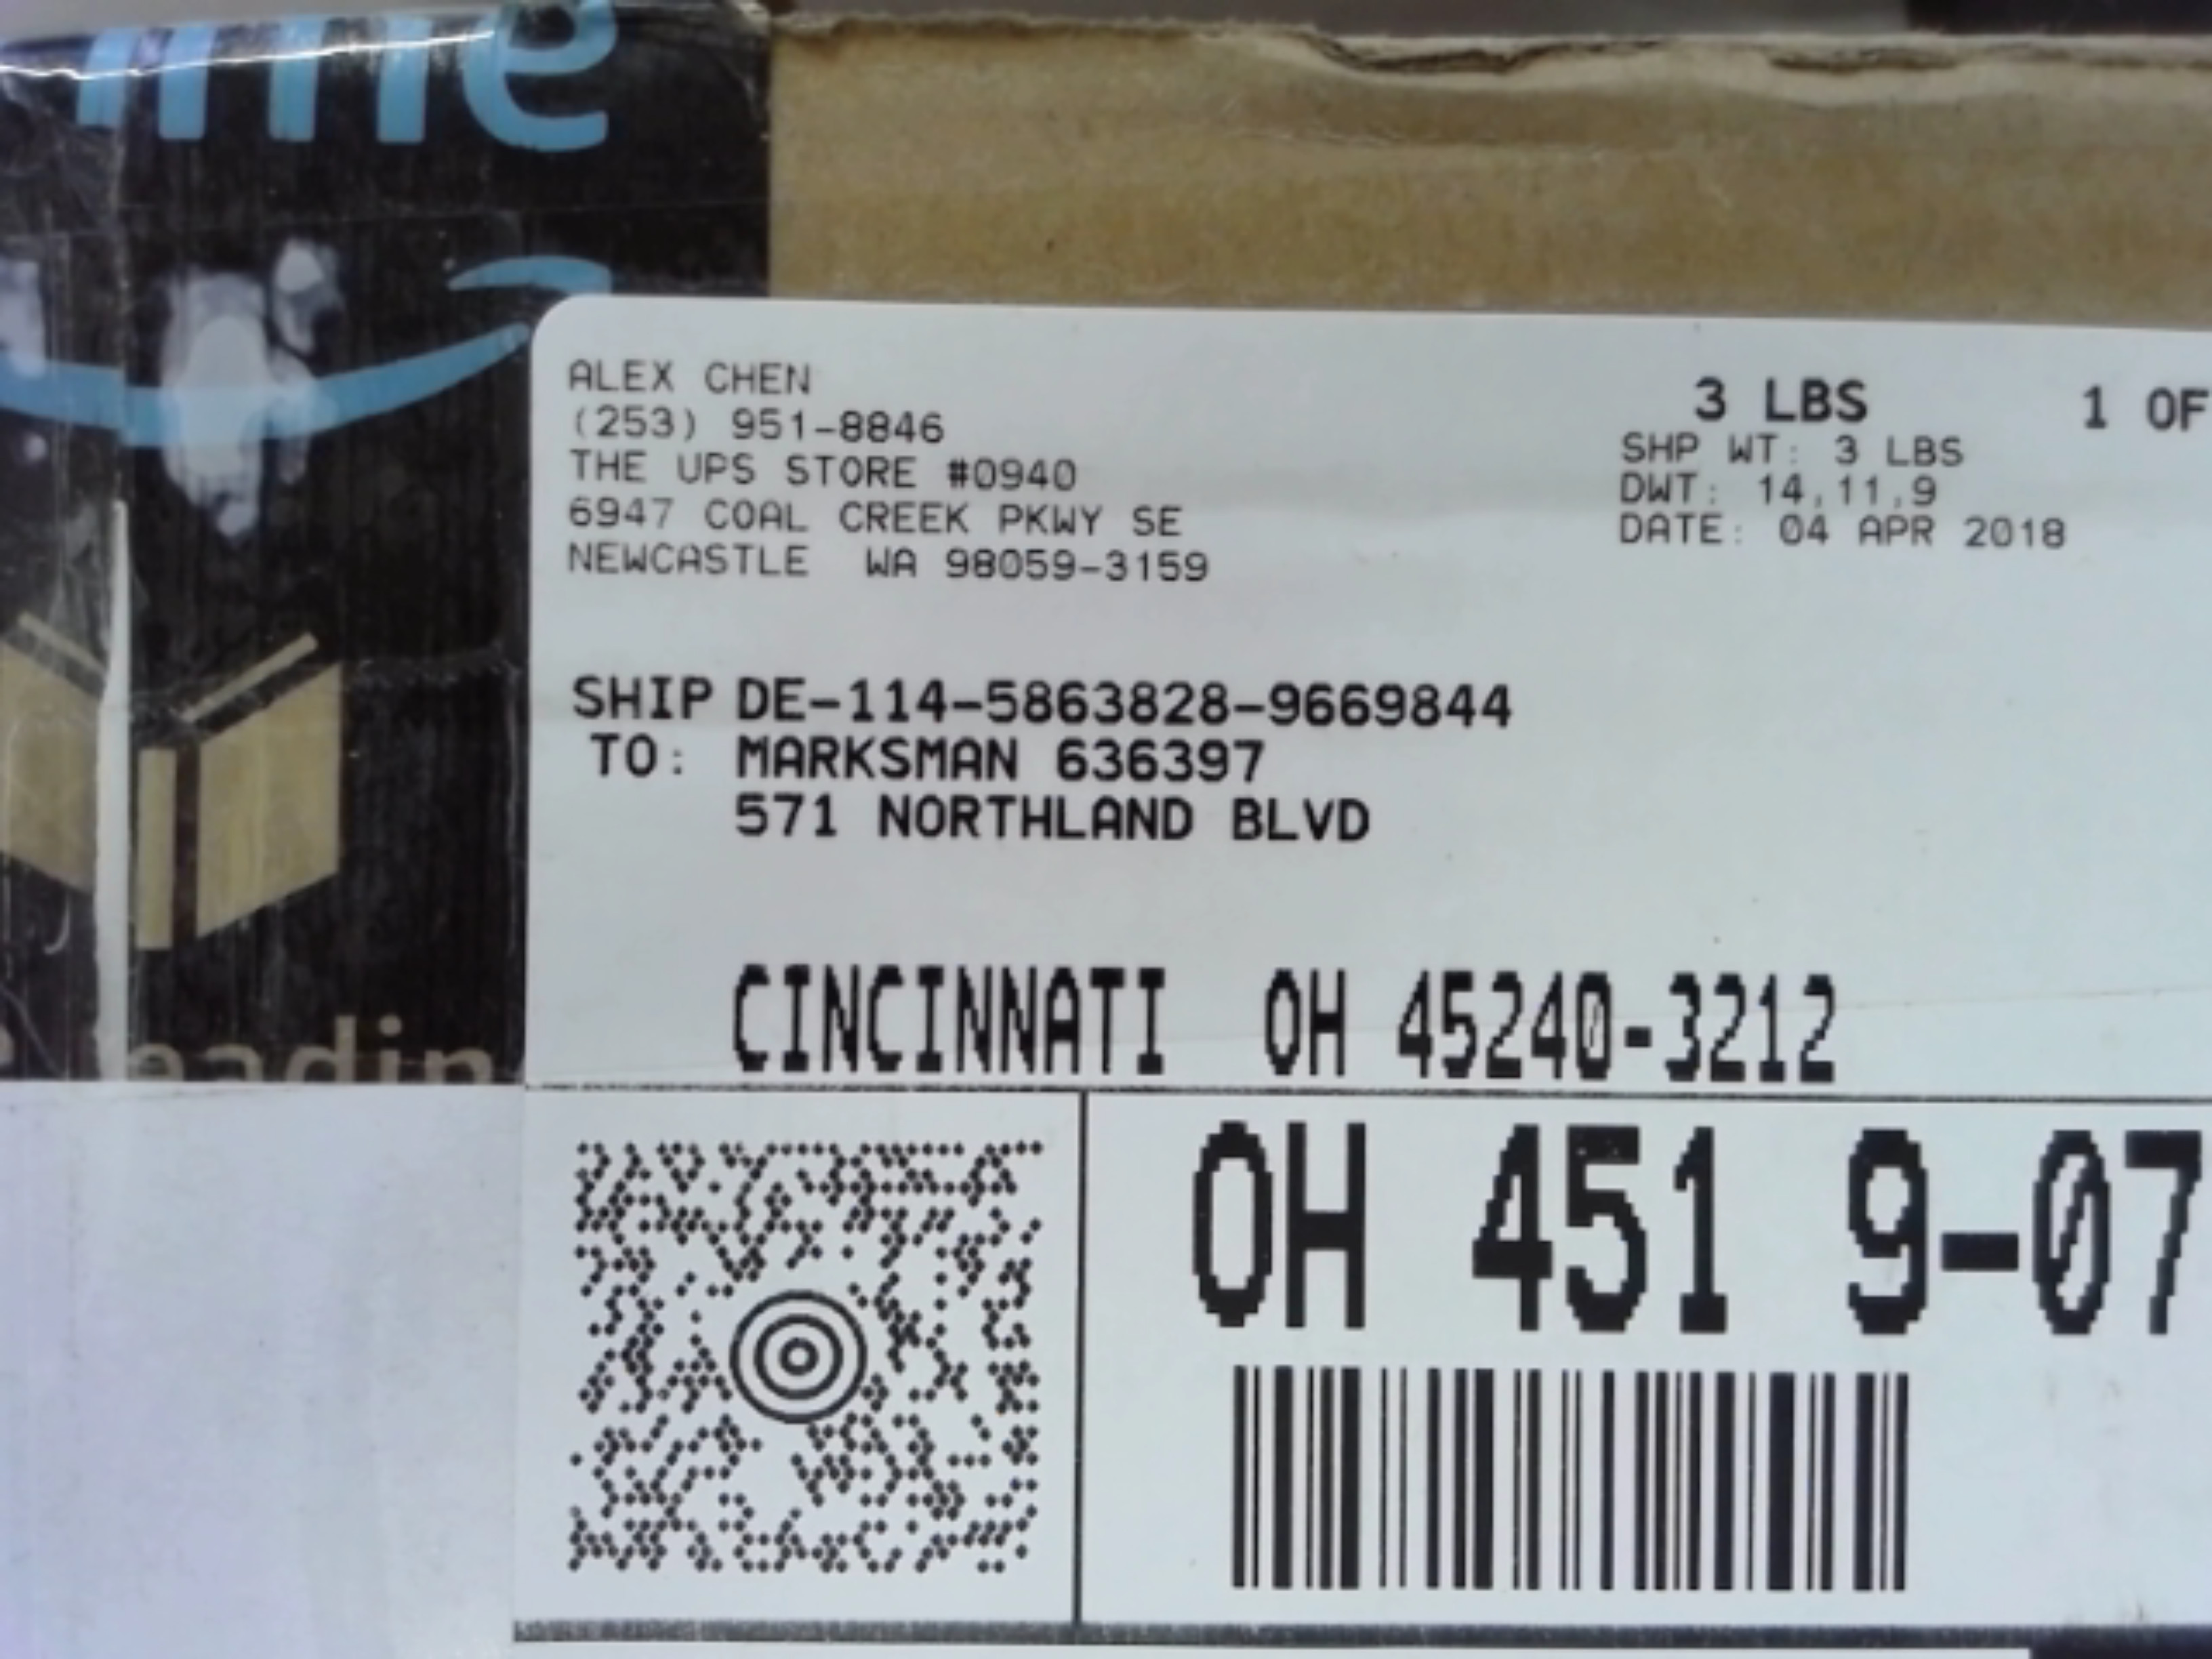 ALEX CHEN
(253) 951-8846
THE UPS STORE #0940
6947 COAL CREEK PKWY SE
NEWCASTLE WA 98059-3159
3 LBS 1 OF
SHP WT: 3 LBS
DWT: 14,11,9
DATE: 04 APR 2018
SHIP DE-114-5863828-9669844
TO: MARKSMAN 636397
571 NORTHLAND BLVD
CINCINNATI OH 45240-3212
OH 451 9-07